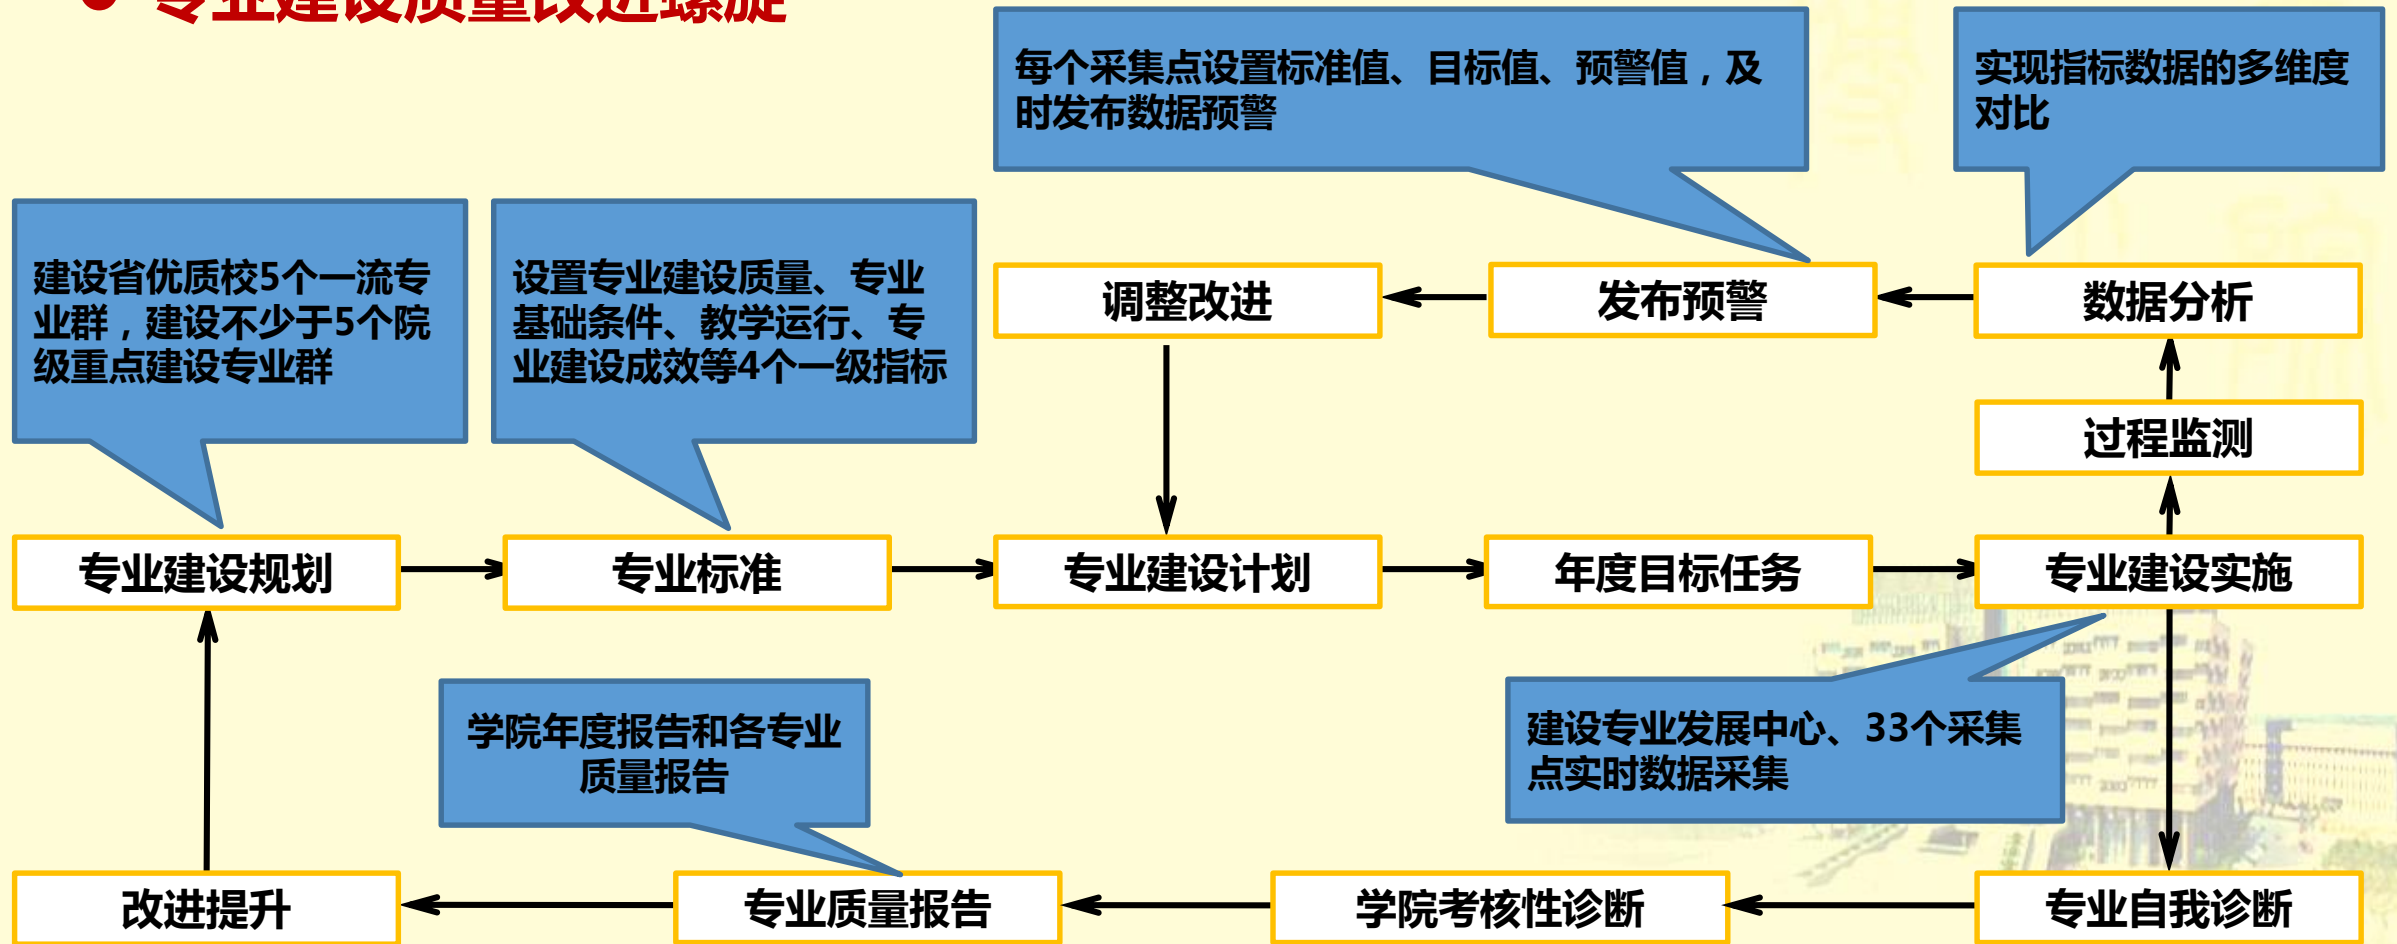 专业建设质量改进螺旋
每个采集点设置标准值、目标值、预警值，及
时发布数据预警
实现指标数据的多维度
对比
建设省优质校5个一流专
业群，建设不少于5个院
级重点建设专业群
设置专业建设质量、专业
基础条件、教学运行、专
业建设成效等4个一级指标
调整改进
发布预警
数据分析
过程监测
专业建设规划
专业标准
专业建设计划
年度目标任务
专业建设实施
学院年度报告和各专业
质量报告
建设专业发展中心、33个采集
点实时数据采集
改进提升
专业质量报告
学院考核性诊断
专业自我诊断